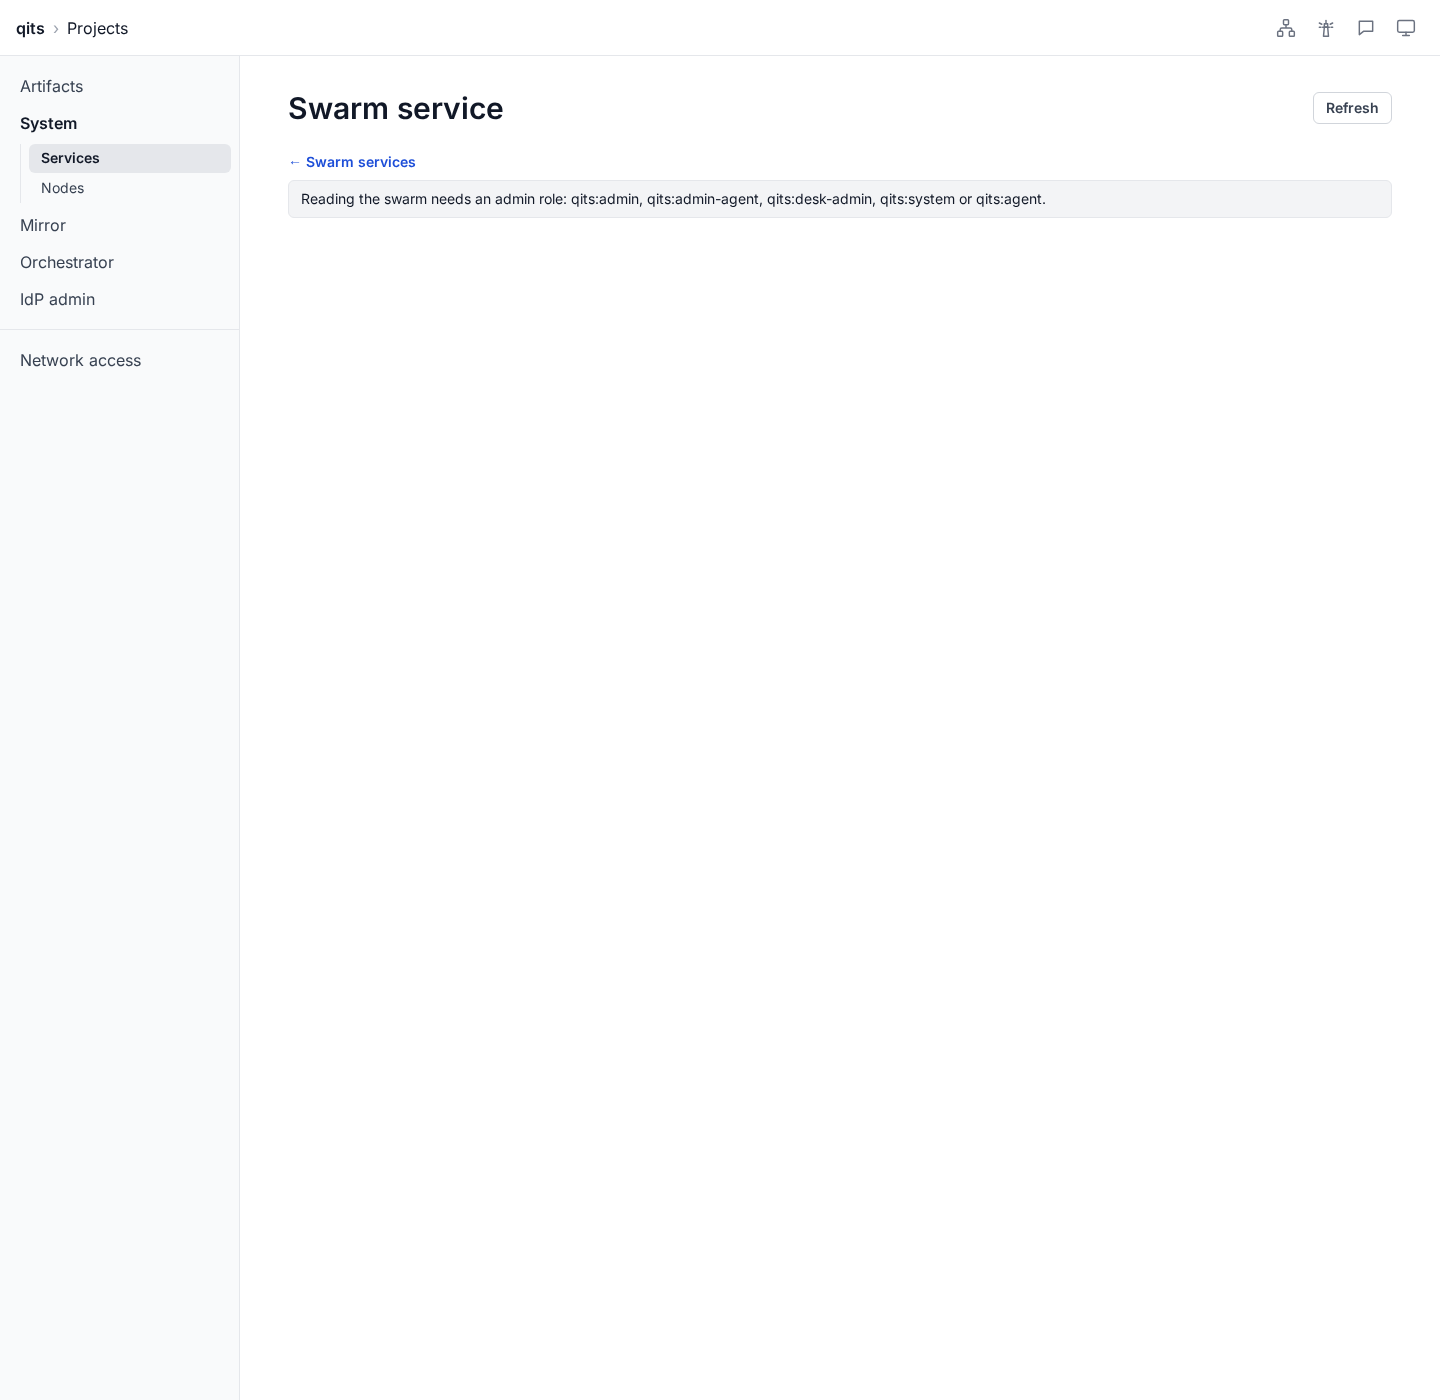 qits › Projects
Artifacts
System
Services
Nodes
Mirror
Orchestrator
IdP admin
Network access
Swarm service
Refresh
← Swarm services
Reading the swarm needs an admin role: qits:admin, qits:admin-agent, qits:desk-admin, qits:system or qits:agent.